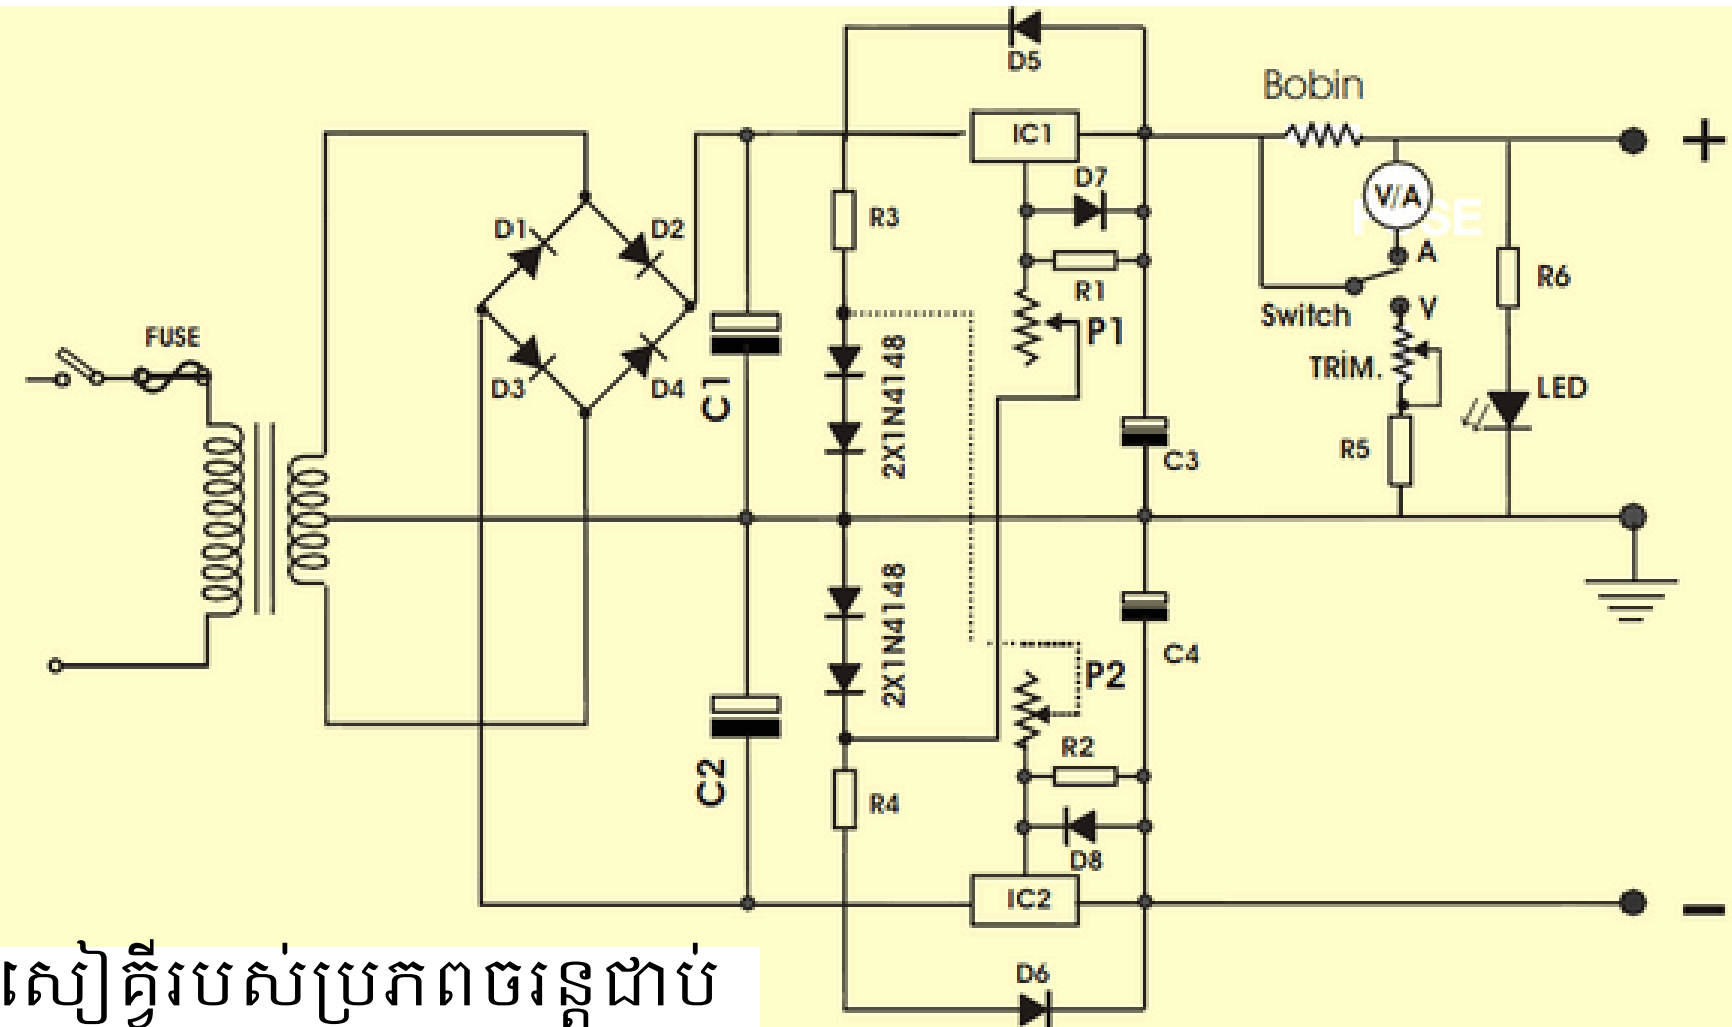 D5
Bobin
IC1
+
D7
V/A
D1
D2
R3
A
R1
R6
P1
Switch
V
FUSE
TRİM.
D3
D4
C1
2X1N4148
LED
R5
C3
2X1N4148
C4
P2
R2
C2
R4
D8
IC2
−
D6
សៀគ្វីរបស់ប្រភពចរន្តជាប់